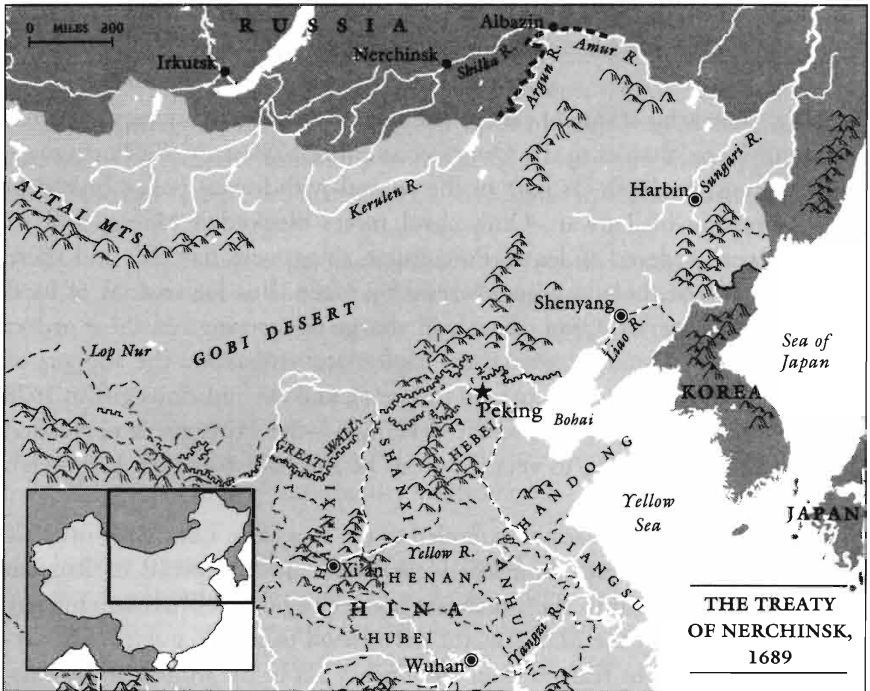 0 MILES 300
RUSSIA
Albazin
Irkutsk
Nerchinsk
Shilka R.
Argun R.
Amur R.
Kerulen R.
Harbin
Sungari R.
ALTAI MTS
Shenyang
Liao R.
Lop Nur
GOBI DESERT
Sea of
Japan
KOREA
Peking
Bohai
GREAT WALL
SHANXI
HEBEI
SHANDONG
Yellow
Sea
JAPAN
SHAANXI
Yellow R.
Xi'an
HENAN
ANHUI
JIANGSU
CHINA
HUBEI
Yangzi R.
Wuhan
THE TREATY
OF NERCHINSK,
1689